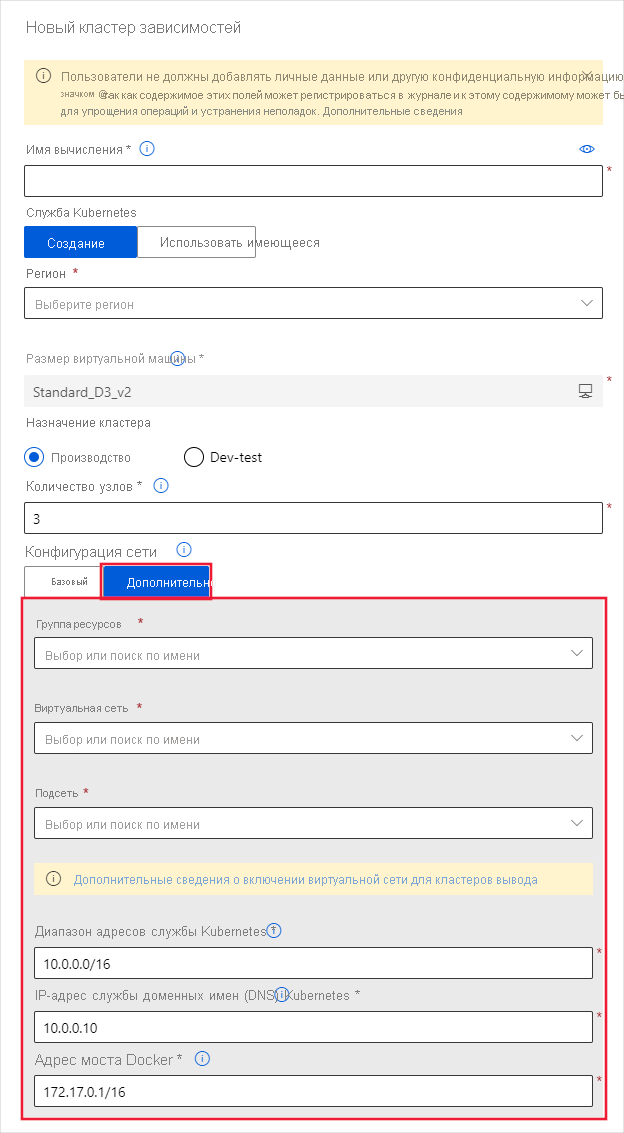 Новый кластер зависимостей
Пользователи не должны добавлять личные данные или другую конфиденциальную информацию
значком @так как содержимое этих полей может регистрироваться в журнале и к этому содержимому может бы
для упрощения операций и устранения неполадок. Дополнительные сведения
Имя вычисления *
*
Служба Kubernetes
Создание
Использовать имеющееся
Регион *
Выберите регион
Размер виртуальной машины *
*
Standard_D3_v2
Назначение кластера
Производство
Dev-test
Количество узлов *
*
3
Конфигурация сети
Базовый
Дополнительно
Группа ресурсов *
Выбор или поиск по имени
Виртуальная сеть *
Выбор или поиск по имени
Подсеть *
Выбор или поиск по имени
Дополнительные сведения о включении виртуальной сети для кластеров вывода
Диапазон адресов службы Kubernetes *
*
10.0.0.0/16
IP-адрес службы доменных имен (DNS) Kubernetes *
*
10.0.0.10
Адрес моста Docker *
*
172.17.0.1/16